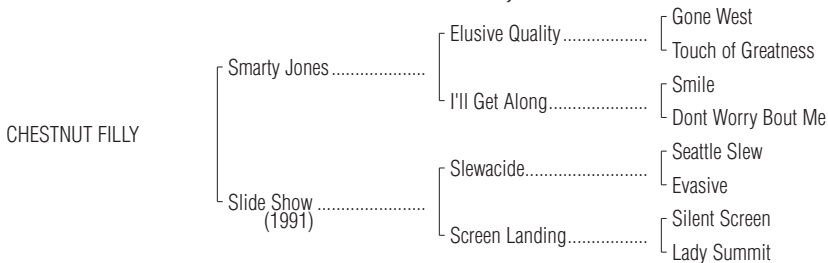 Gone West
Elusive Quality..................
Touch of Greatness
Smarty Jones ....................
Smile
I'll Get Along.....................
Dont Worry Bout Me
CHESTNUT FILLY
Seattle Slew
Slewacide..........................
Evasive
Slide Show .......................
(1991)
Silent Screen
Screen Landing.................
Lady Summit